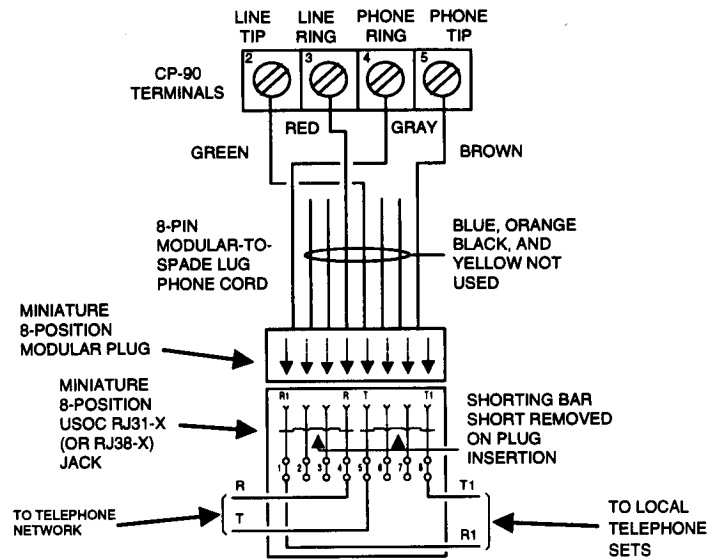 LINE TIP
LINE RING
PHONE RING
PHONE TIP
2
3
4
5
CP-90
TERMINALS
RED
GRAY
GREEN
BROWN
8-PIN
MODULAR-TO-
SPADE LUG
PHONE CORD
BLUE, ORANGE
BLACK, AND
YELLOW NOT
USED
MINIATURE
8-POSITION
MODULAR PLUG
MINIATURE
8-POSITION
USOC RJ31-X
(OR RJ38-X)
JACK
R1
R
T
T1
SHORTING BAR
SHORT REMOVED
ON PLUG
INSERTION
1
2
3
4
5
6
7
8
R
T
T1
R1
TO TELEPHONE
NETWORK
TO LOCAL
TELEPHONE
SETS